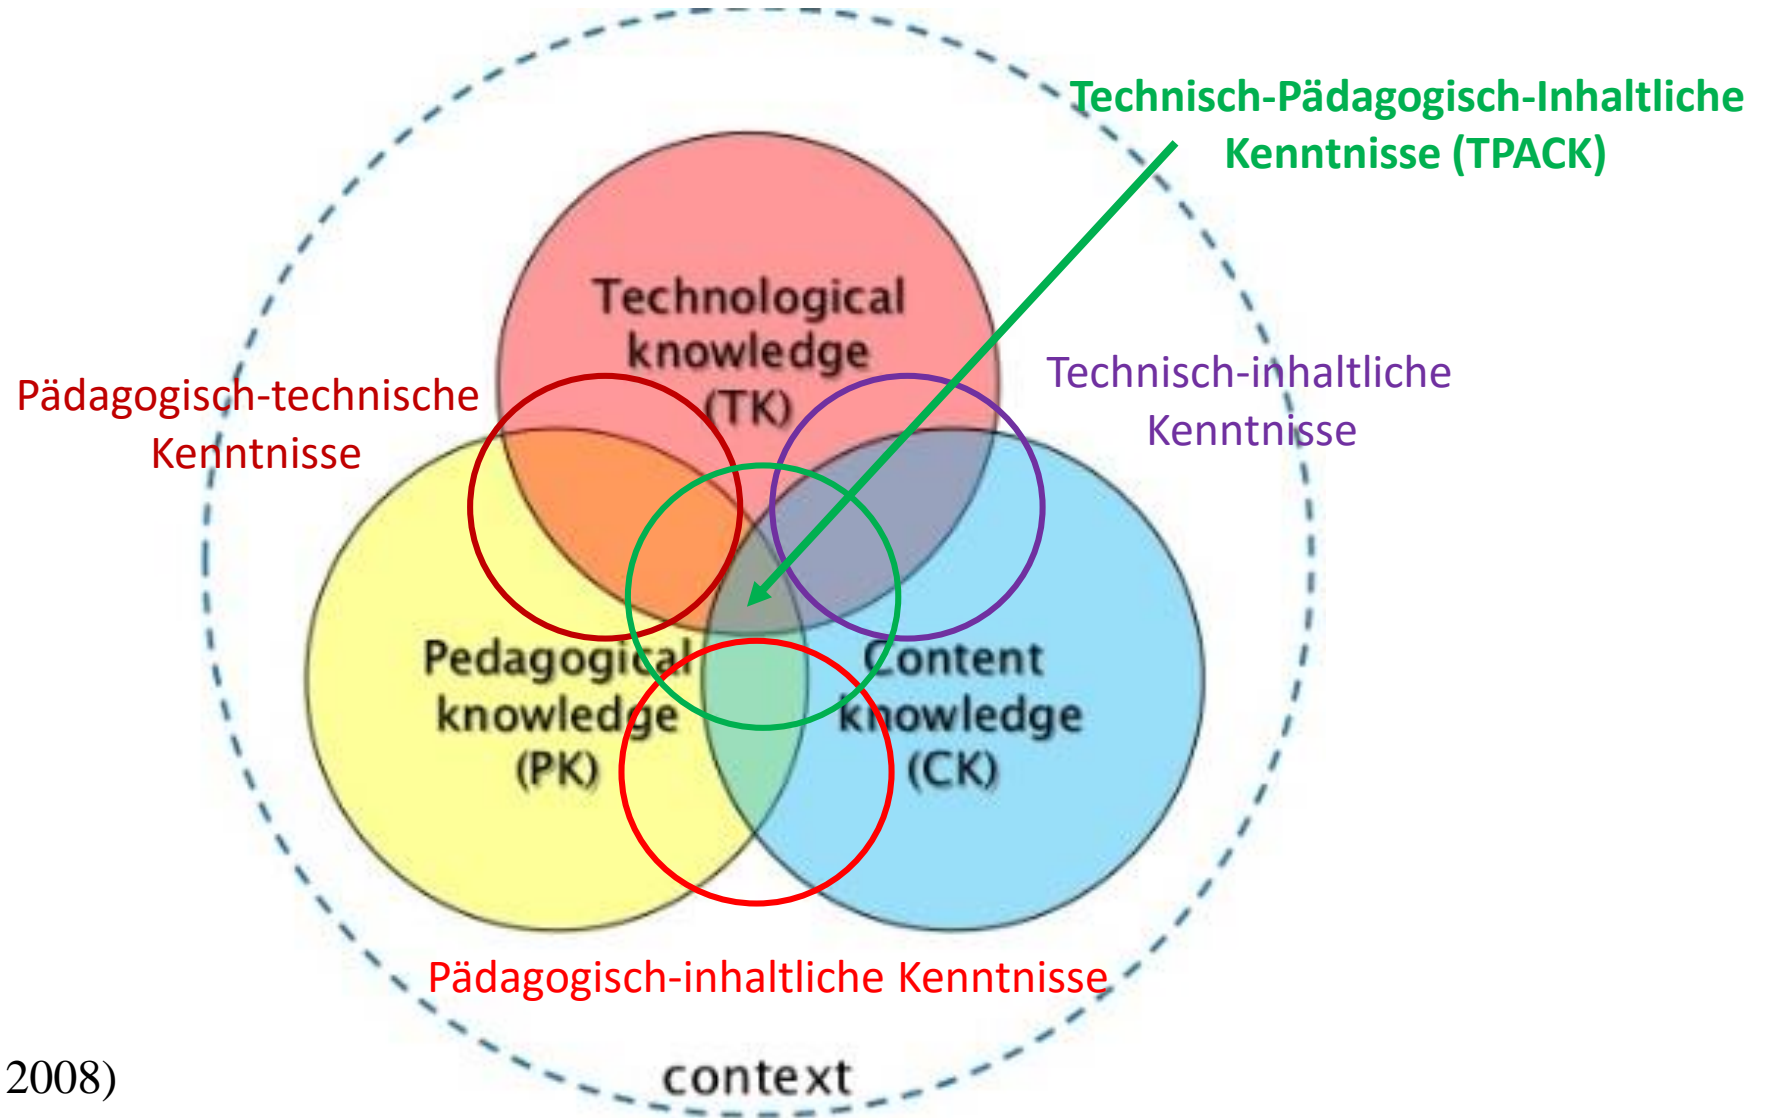 Technisch-Pädagogisch-Inhaltliche
Kenntnisse (TPACK)
Technological
knowledge
(TK)
Pädagogisch-technische
Kenntnisse
Technisch-inhaltliche
Kenntnisse
Pedagogical
knowledge
(PK)
Content
knowledge
(CK)
Pädagogisch-inhaltliche Kenntnisse
2008)
context